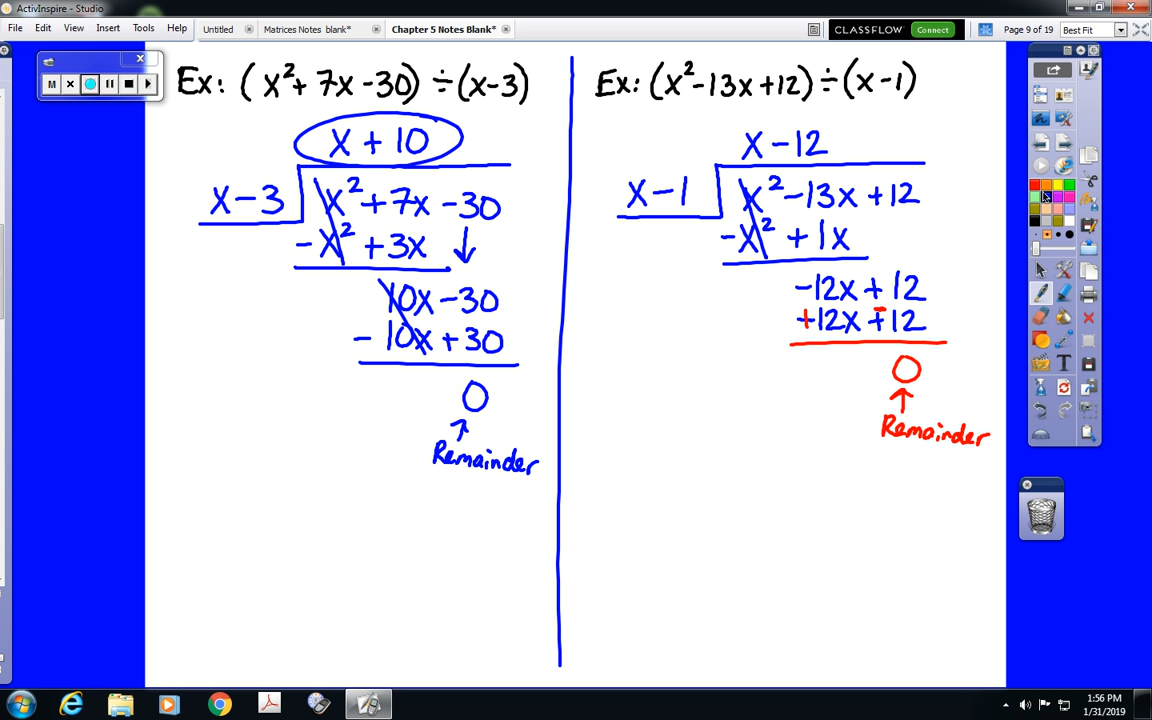 ActivInspire - Studio
File Edit View Insert Tools Help
Untitled Matrices Notes blank* Chapter 5 Notes Blank*
CLASSFLOW Connect Page 9 of 19 Best Fit
M
Ex: (x²+7x-30) ÷(x-3)
x + 10
x-3 x²+7x-30
-x²+3x ↓
10x-30
-10x+30
0
↑
Remainder
Ex: (x²-13x+12)÷(x-1)
x-12
x-1 x²-13x+12
-x²+1x
-12x+12
+12x-12
0
↑
Remainder
T
1:56 PM
1/31/2019